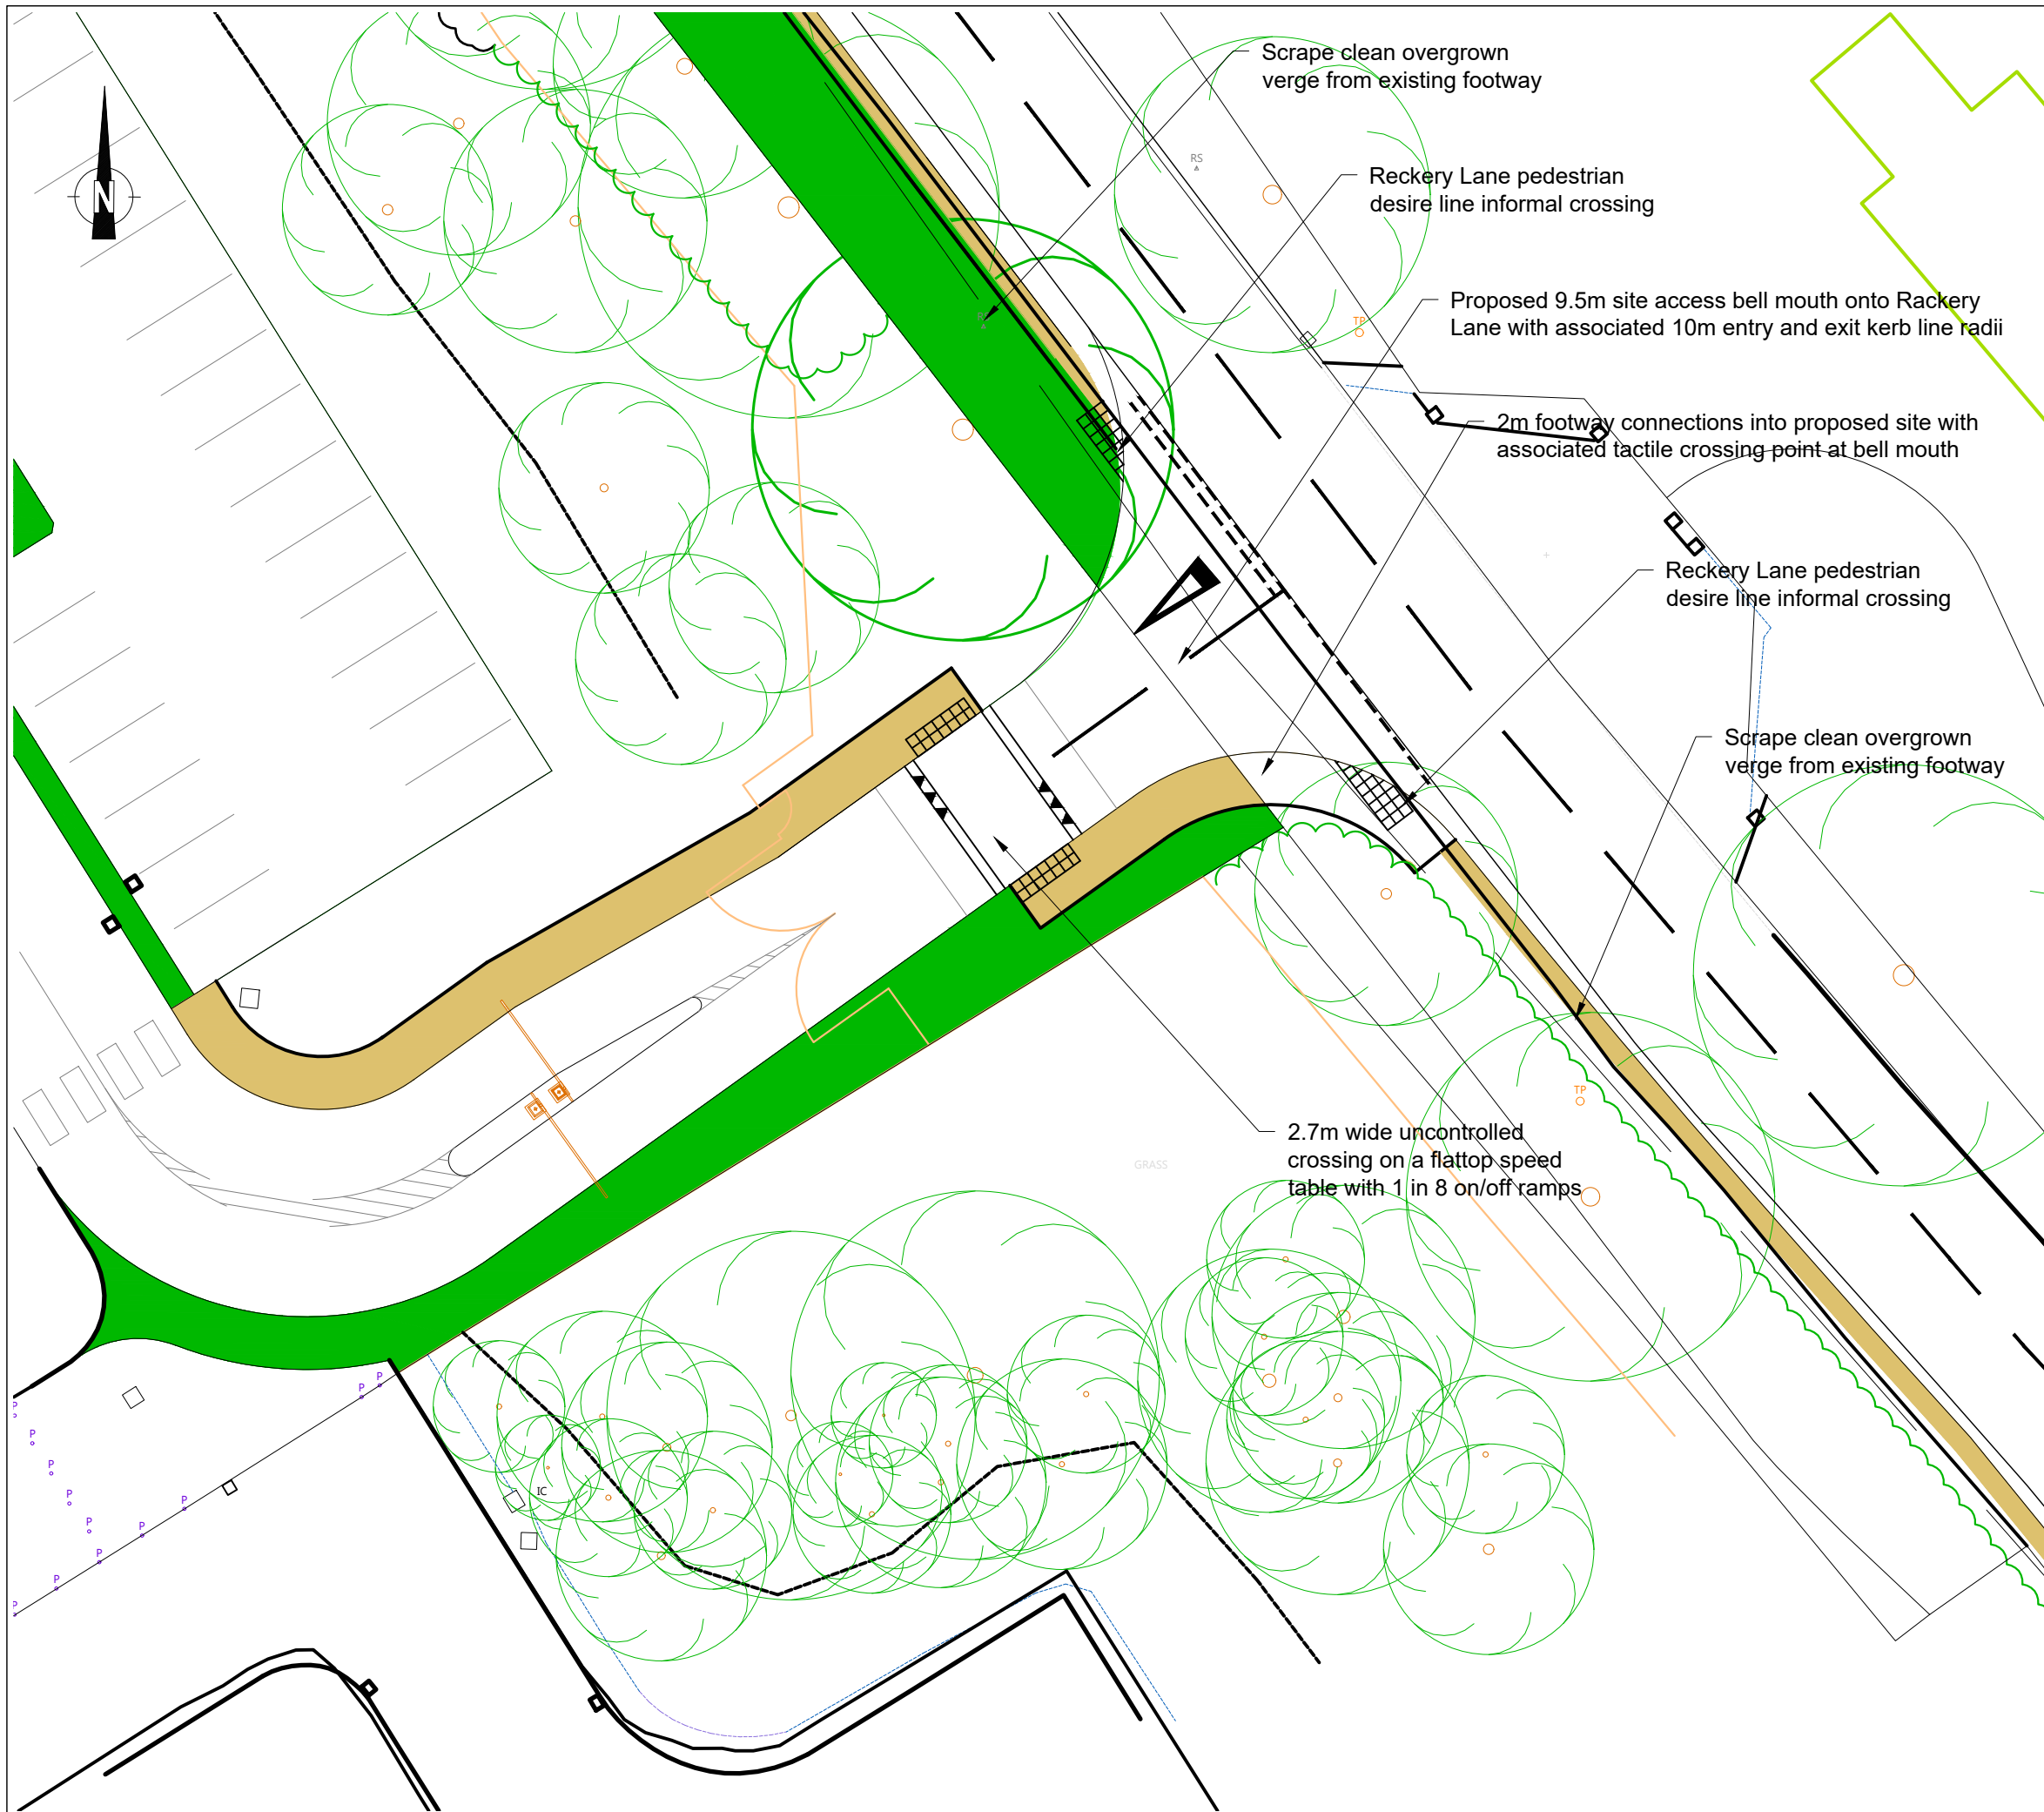 Scrape clean overgrown
verge from existing footway
RS
Reckery Lane pedestrian
desire line informal crossing
N
Proposed 9.5m site access bell mouth onto Rackery
Lane with associated 10m entry and exit kerb line radii
TP
2m footway connections into proposed site with
associated tactile crossing point at bell mouth
Reckery Lane pedestrian
desire line informal crossing
Scrape clean overgrown
verge from existing footway
TP
2.7m wide uncontrolled
crossing on a flattop speed
table with 1 in 8 on/off ramps
GRASS
P
P
P
P
P
IC
P
P
P
P
P
P
P